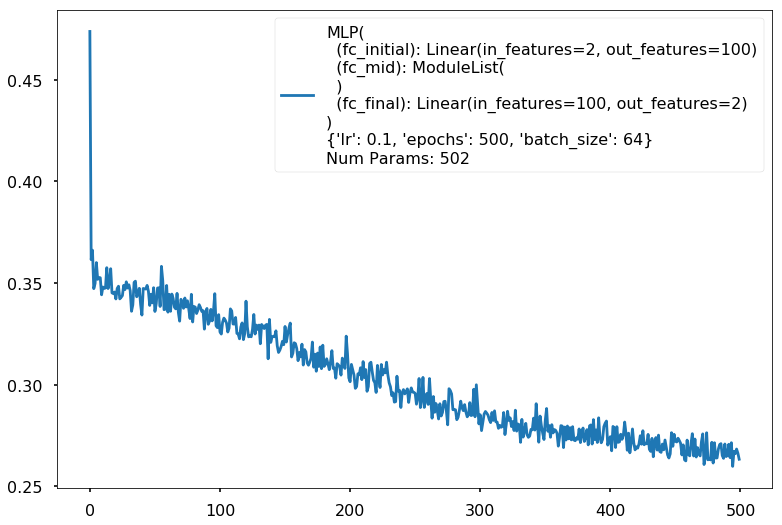 MLP(
(fc_initial): Linear(in_features=2, out_features=100)
(fc_mid): ModuleList(
)
(fc_final): Linear(in_features=100, out_features=2)
)
{'lr': 0.1, 'epochs': 500, 'batch_size': 64}
Num Params: 502
0.45
0.40
0.35
0.30
0.25
0
100
200
300
400
500